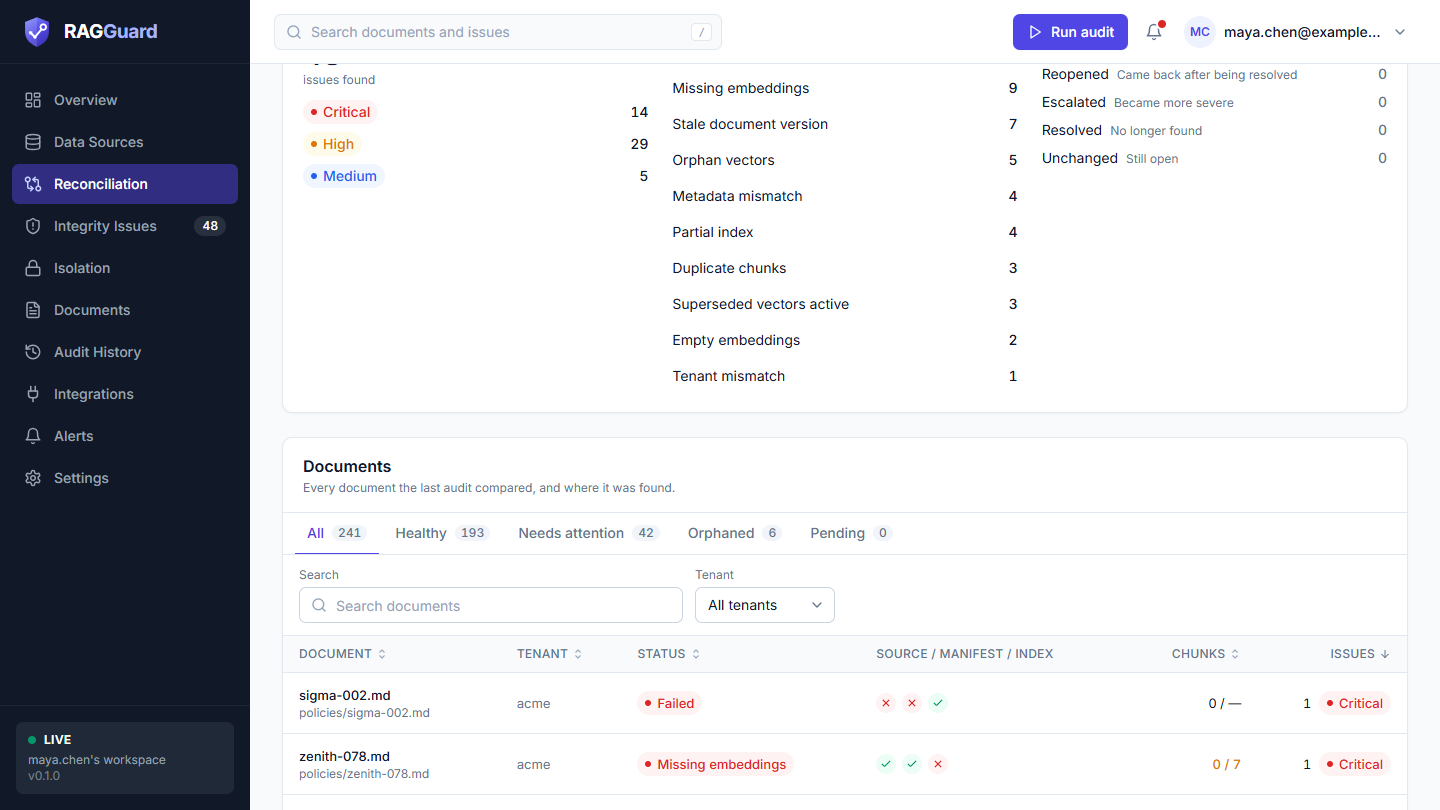 RAGGuard
Search documents and issues
/
Run audit
MC
maya.chen@example...
Overview
Data Sources
Reconciliation
Integrity Issues 48
Isolation
Documents
Audit History
Integrations
Alerts
Settings
LIVE
maya.chen's workspace
v0.1.0
issues found
Critical 14
High 29
Medium 5
Missing embeddings 9
Stale document version 7
Orphan vectors 5
Metadata mismatch 4
Partial index 4
Duplicate chunks 3
Superseded vectors active 3
Empty embeddings 2
Tenant mismatch 1
Reopened Came back after being resolved 0
Escalated Became more severe 0
Resolved No longer found 0
Unchanged Still open 0
Documents
Every document the last audit compared, and where it was found.
All 241 Healthy 193 Needs attention 42 Orphaned 6 Pending 0
Search Tenant
Search documents All tenants
DOCUMENT TENANT STATUS SOURCE / MANIFEST / INDEX CHUNKS ISSUES
sigma-002.md
policies/sigma-002.md
acme Failed 0 / — 1 Critical
zenith-078.md
policies/zenith-078.md
acme Missing embeddings 0 / 7 1 Critical